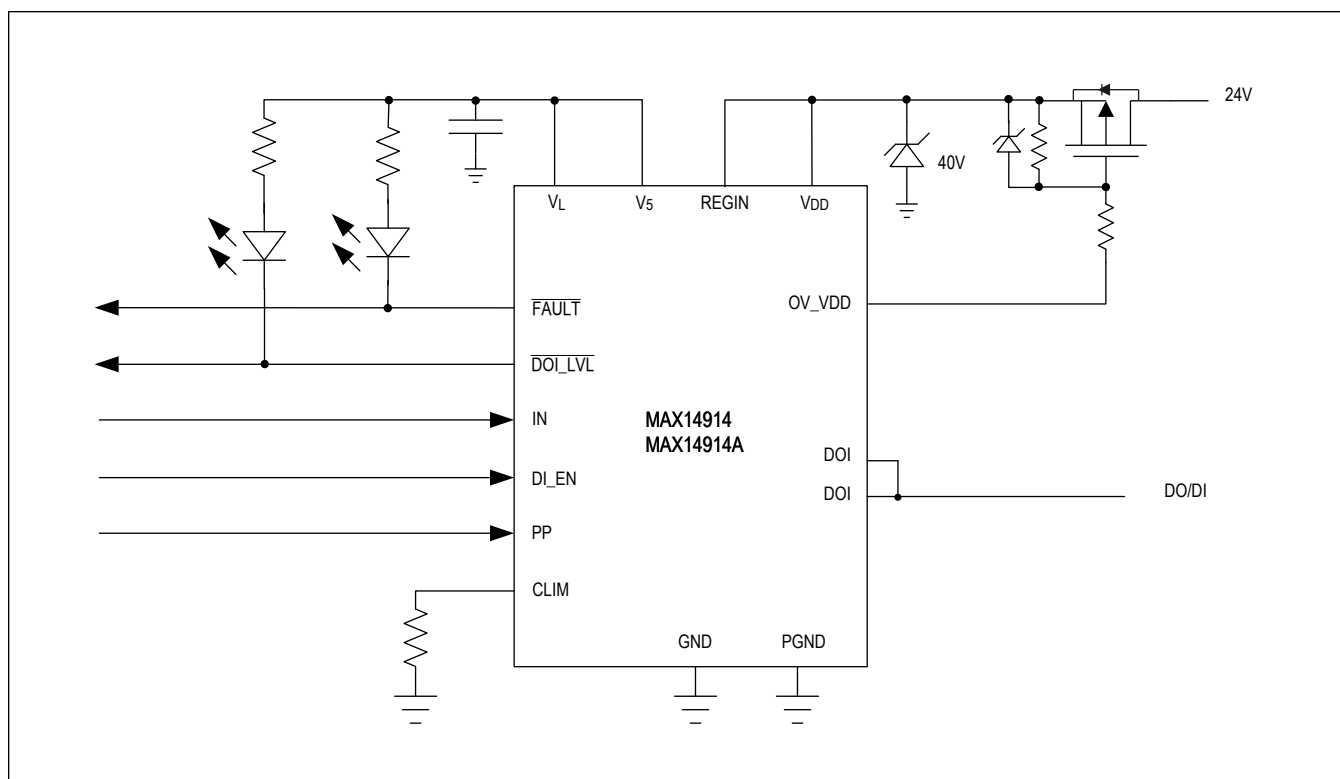 24V
40V
VL
V5
REGIN
VDD
FAULT
OV_VDD
DOI_LVL
IN
MAX14914
MAX14914A
DI_EN
DOI
DOI
DO/DI
PP
CLIM
GND
PGND